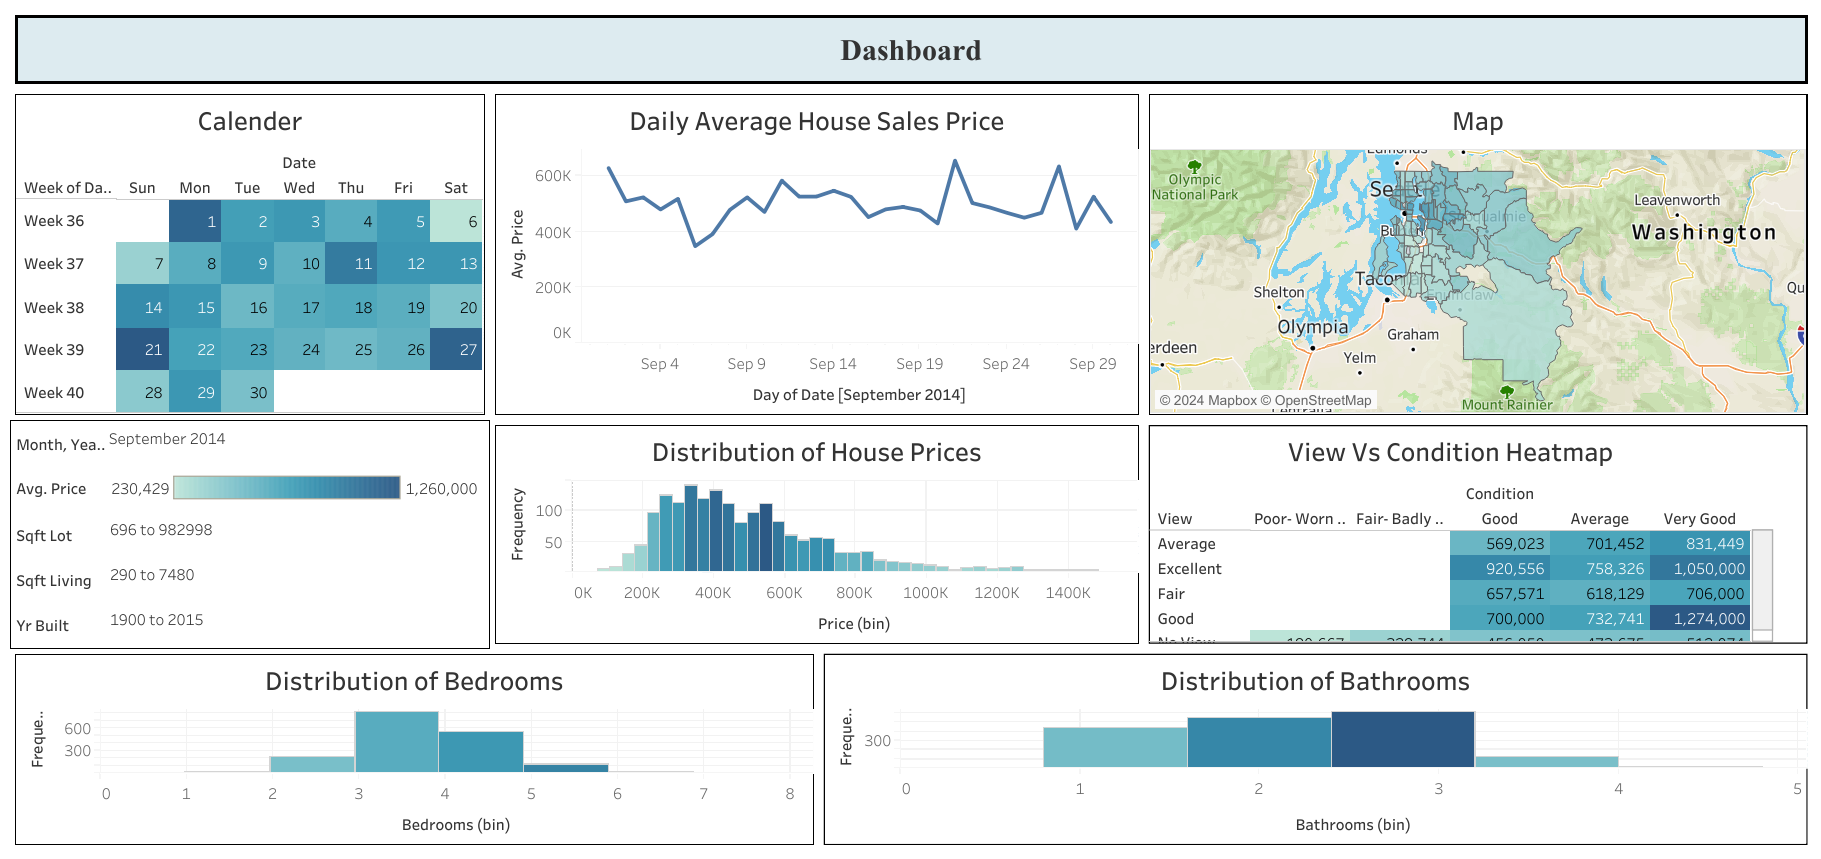 Dashboard
Calender
Date
Week of Da.. Sun Mon Tue Wed Thu Fri Sat
Week 36 1 2 3 4 5 6
Week 37 7 8 9 10 11 12 13
Week 38 14 15 16 17 18 19 20
Week 39 21 22 23 24 25 26 27
Week 40 28 29 30
Daily Average House Sales Price
Avg. Price
600K
400K
200K
0K
Sep 4 Sep 9 Sep 14 Sep 19 Sep 24 Sep 29
Day of Date [September 2014]
Map
Olympic
National Park
Leavenworth
Washington
Shelton
Olympia
Graham
Yelm
Enumclaw
© 2024 Mapbox © OpenStreetMap
Mount Rainier
Month, Yea.. September 2014
Avg. Price 230,429 1,260,000
Sqft Lot 696 to 982998
Sqft Living 290 to 7480
Yr Built 1900 to 2015
Distribution of House Prices
Frequency
100
50
0K 200K 400K 600K 800K 1000K 1200K 1400K
Price (bin)
View Vs Condition Heatmap
Condition
View Poor- Worn .. Fair- Badly .. Good Average Very Good
Average 569,023 701,452 831,449
Excellent 920,556 758,326 1,050,000
Fair 657,571 618,129 706,000
Good 700,000 732,741 1,274,000
No View
Distribution of Bedrooms
Freque..
600
300
0 1 2 3 4 5 6 7 8
Bedrooms (bin)
Distribution of Bathrooms
Freque..
300
0 1 2 3 4 5
Bathrooms (bin)